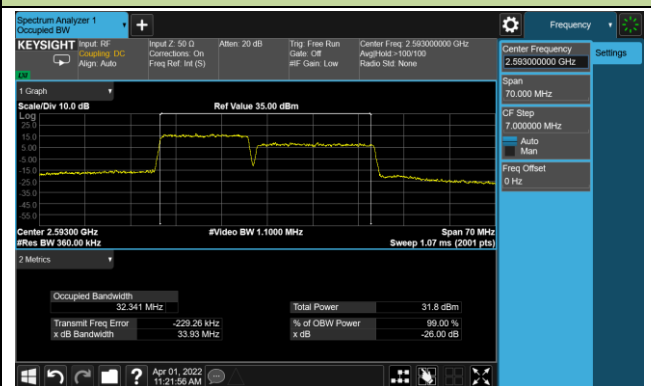 Spectrum Analyzer 1
Occupied BW
Frequency
KEYSIGHT
Input: RF
Coupling: DC
Align: Auto
Input Z: 50 Ω
Corrections: On
Freq Ref: Int (S)
Atten: 20 dB
Trig: Free Run
Gate: Off
#IF Gain: Low
Center Freq: 2.593000000 GHz
Avg|Hold:>100/100
Radio Std: None
Center Frequency
2.593000000 GHz
Settings
Span
70.000 MHz
CF Step
7.000000 MHz
Auto
Man
Freq Offset
0 Hz
1 Graph
Scale/Div 10.0 dB
Ref Value 35.00 dBm
Log
25.0
15.0
5.00
-5.00
-15.0
-25.0
-35.0
-45.0
-55.0
Center 2.59300 GHz
#Video BW 1.1000 MHz
Span 70 MHz
#Res BW 360.00 kHz
Sweep 1.07 ms (2001 pts)
2 Metrics
Occupied Bandwidth
32.341 MHz
Total Power 31.8 dBm
Transmit Freq Error -229.26 kHz
% of OBW Power 99.00 %
x dB Bandwidth 33.93 MHz
x dB -26.00 dB
Apr 01, 2022
11:21:56 AM